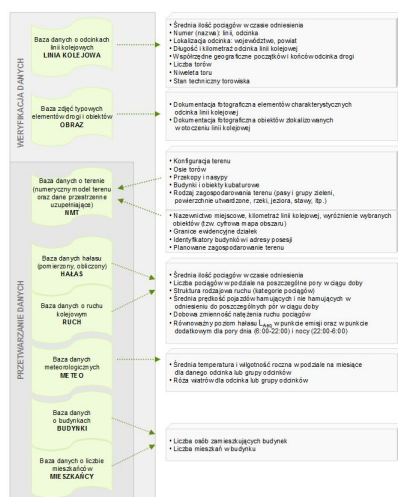 WERYFIKACJA DANYCH
Baza danych o odcinkach
linii kolejowych
LINIA KOLEJOWA
• Średnia ilość pociągów w czasie odniesienia
• Numer (nazwa): linii, odcinka
• Lokalizacja odcinka: województwo, powiat
• Długość i kilometraż odcinka linii kolejowej
• Współrzędne geograficzne początków i końców odcinka drogi
• Liczba torów
• Niweleta toru
• Stan techniczny torowiska
Baza zdjęć typowych
elementów drogi i obiektów
OBRAZ
• Dokumentacja fotograficzna elementów charakterystycznych
odcinka linii kolejowej
• Dokumentacja fotograficzna obiektów zlokalizowanych
w otoczeniu linii kolejowej
PRZETWARZANIE DANYCH
Baza danych o terenie
(numeryczny model terenu
oraz dane przestrzenne
uzupełniające)
NMT
• Konfiguracja terenu
• Osie torów
• Przekopy i nasypy
• Budynki i obiekty kubaturowe
• Rodzaj zagospodarowania terenu (pasy i grupy zieleni,
powierzchnie utwardzone, rzeki, jeziora, stawy, itp.)
• Nazewnictwo miejscowe, kilometraż linii kolejowej, wyróżnienie wybranych
obiektów (tzw. cyfrowa mapa obszaru)
• Granice ewidencyjne działek
• Identyfikatory budynków i adresy posesji
• Planowane zagospodarowanie terenu
Baza danych hałasu
(pomierzony, obliczony)
HAŁAS
Baza danych o ruchu
kolejowym
RUCH
• Średnia ilość pociągów w czasie odniesienia
• Liczba pociągów w podziale na poszczególne pory w ciągu doby
• Struktura rodzajowa ruchu (kategorie pociągów)
• Średnia prędkość pojazdów hamujących i nie hamujących w
odniesieniu do poszczególnych pór w ciągu doby
• Dobowa zmienność natężenia ruchu pociągów
• Równoważny poziom hałasu LAeq w punkcie emisji oraz w punkcie
dodatkowym dla pory dnia (6:00-22:00) i nocy (22:00-6:00)
Baza danych
meteorologicznych
METEO
• Średnia temperatura i wilgotność roczna w podziale na miesiące
dla danego odcinka lub grupy odcinków
• Róża wiatrów dla odcinka lub grupy odcinków
Baza danych
o budynkach
BUDYNKI
Baza danych o liczbie
mieszkańców
MIESZKAŃCY
• Liczba osób zamieszkujących budynek
• Liczba mieszkań w budynku